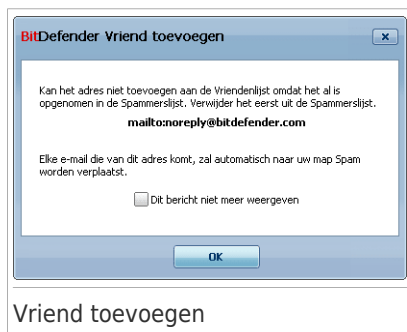 BitDefender Vriend toevoegen
Kan het adres niet toevoegen aan de Vriendenlijst omdat het al is
opgenomen in de Spammerslijst. Verwijder het eerst uit de Spammerslijst.
mailto:noreply@bitdefender.com
Elke e-mail die van dit adres komt, zal automatisch naar uw map Spam
worden verplaatst.
Dit bericht niet meer weergeven
OK
Vriend toevoegen